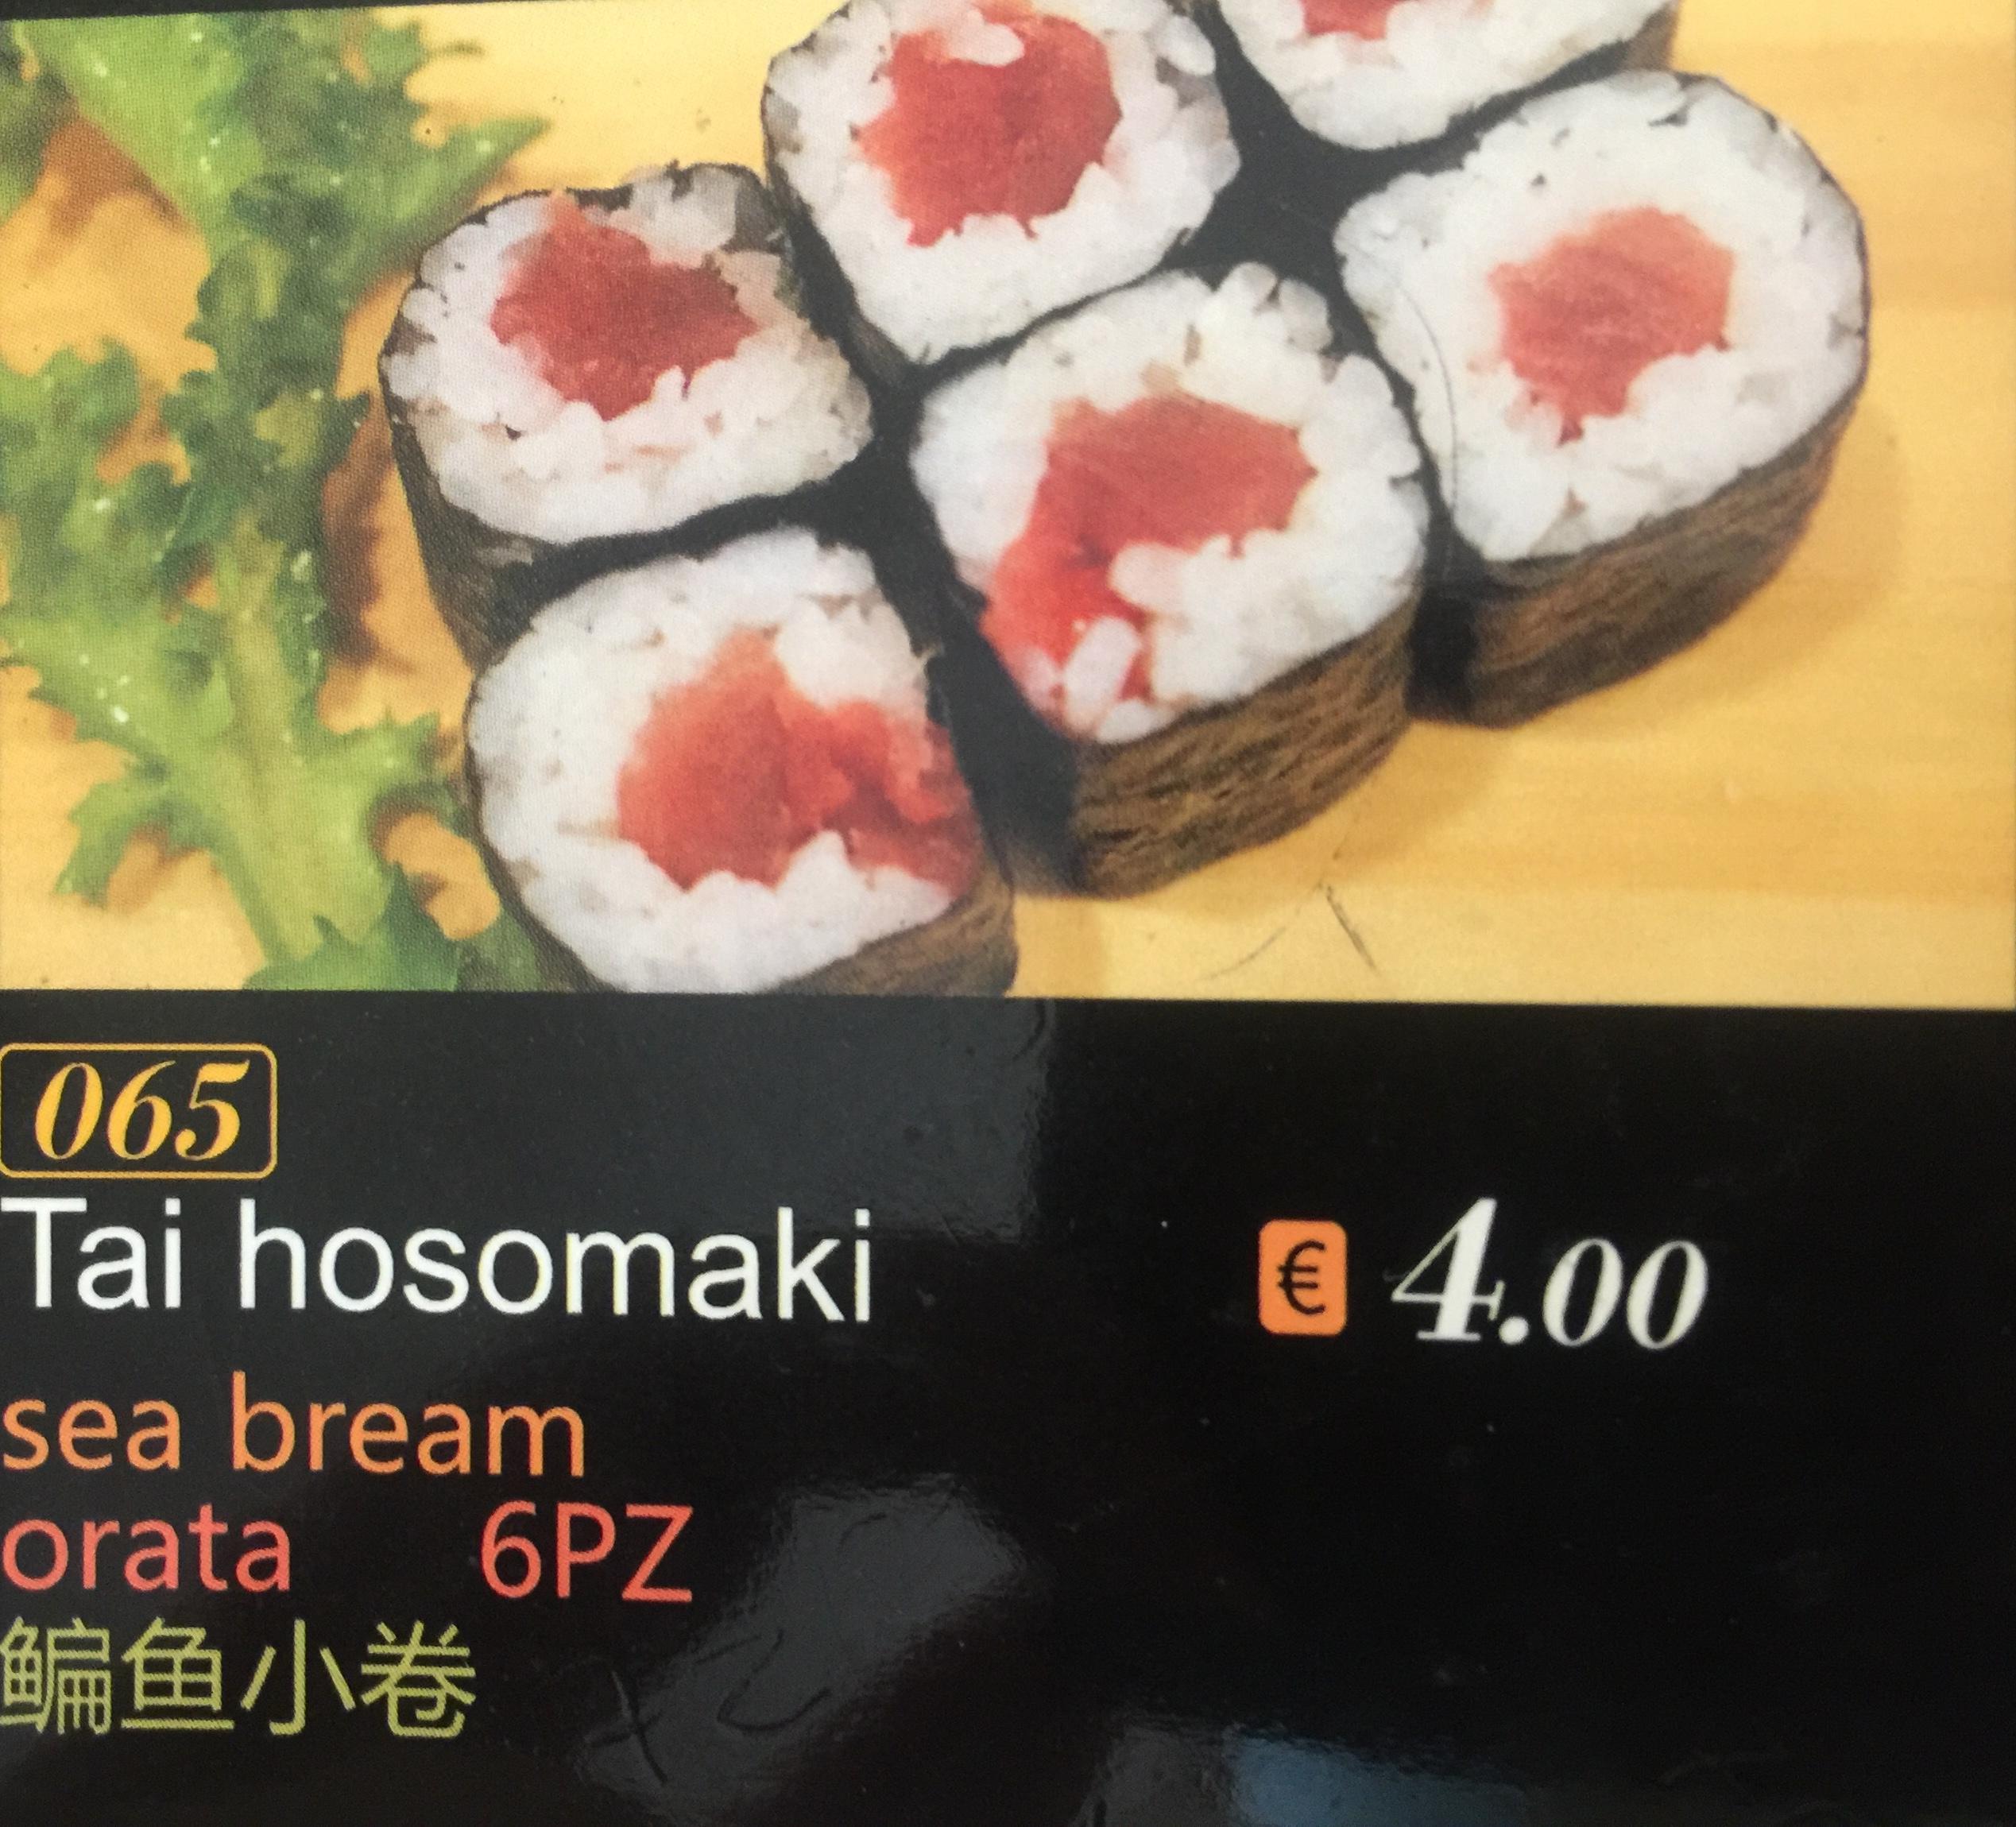 065
Tai hosomaki € 4.00
sea bream
orata 6PZ
鳊鱼小卷